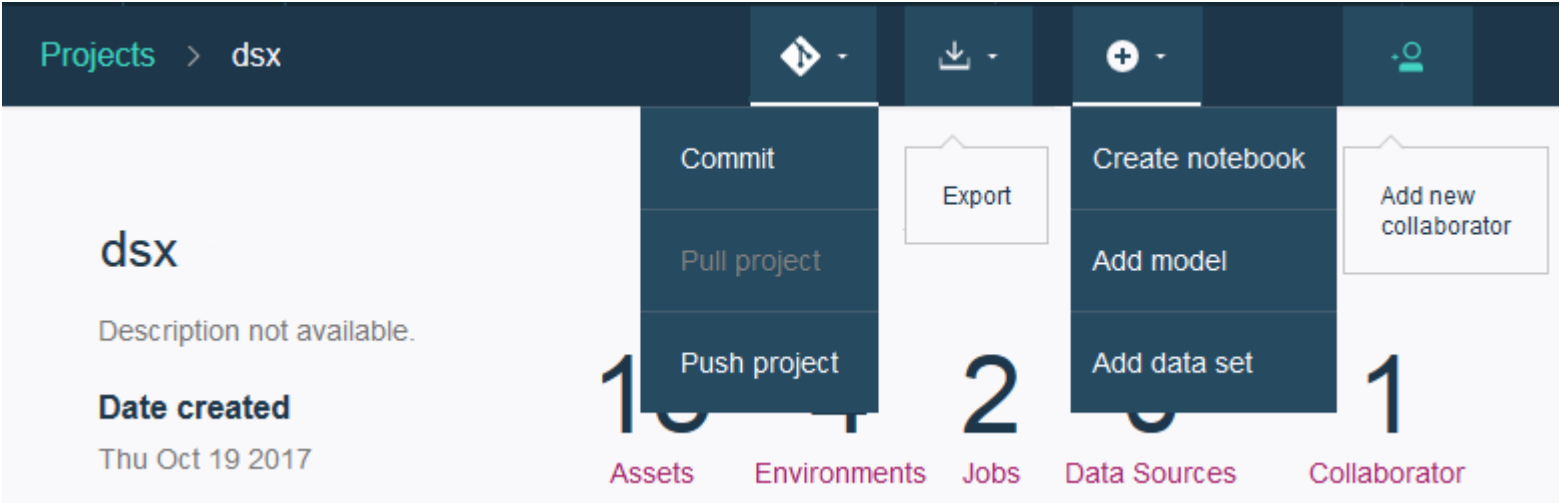 Projects > dsx
Commit
Pull project
Push project
Export
Create notebook
Add model
Add data set
Add new
collaborator
dsx
Description not available.
Date created
Thu Oct 19 2017
2
1
Assets
Environments
Jobs
Data Sources
Collaborator